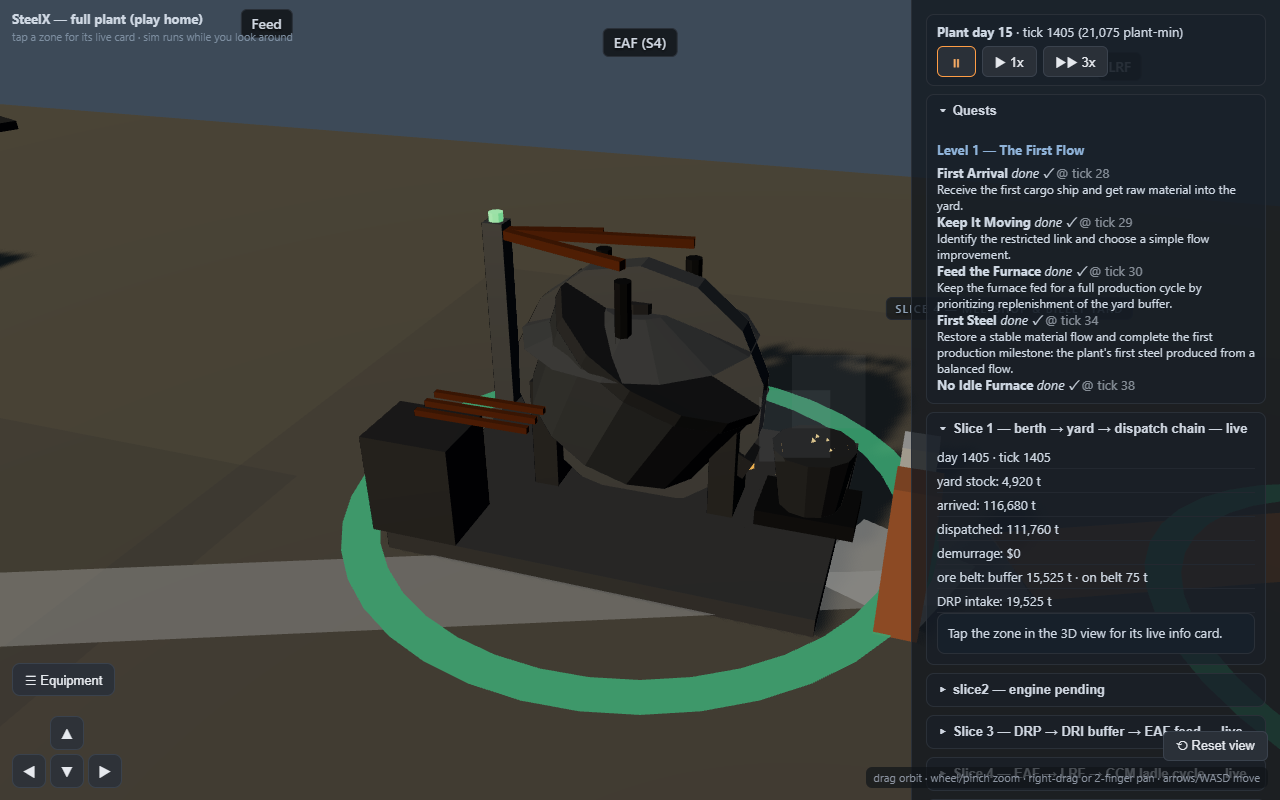 SteelX — full plant (play home)
tap a zone for its live card · sim runs while you look around
Feed
EAF (S4)
LRF
SLICE
Plant day 15 · tick 1405 (21,075 plant-min)
⏸
▶ 1x
▶▶ 3x
▾ Quests
Level 1 — The First Flow
First Arrival done ✓@ tick 28
Receive the first cargo ship and get raw material into the
yard.
Keep It Moving done ✓@ tick 29
Identify the restricted link and choose a simple flow
improvement.
Feed the Furnace done ✓@ tick 30
Keep the furnace fed for a full production cycle by
prioritizing replenishment of the yard buffer.
First Steel done ✓@ tick 34
Restore a stable material flow and complete the first
production milestone: the plant's first steel produced from a
balanced flow.
No Idle Furnace done ✓@ tick 38
▾ Slice 1 — berth → yard → dispatch chain — live
day 1405 · tick 1405
yard stock: 4,920 t
arrived: 116,680 t
dispatched: 111,760 t
demurrage: $0
ore belt: buffer 15,525 t · on belt 75 t
DRP intake: 19,525 t
Tap the zone in the 3D view for its live info card.
▸ slice2 — engine pending
▸ Slice 3 — DRP → DRI buffer → EAF feed — live
▸ Slice 4 — EAF → LRF → CCM ladle cycle — live
⟲ Reset view
drag orbit · wheel/pinch zoom · right-drag or 2-finger pan · arrows/WASD move
☰ Equipment
▲
◀ ▼ ▶